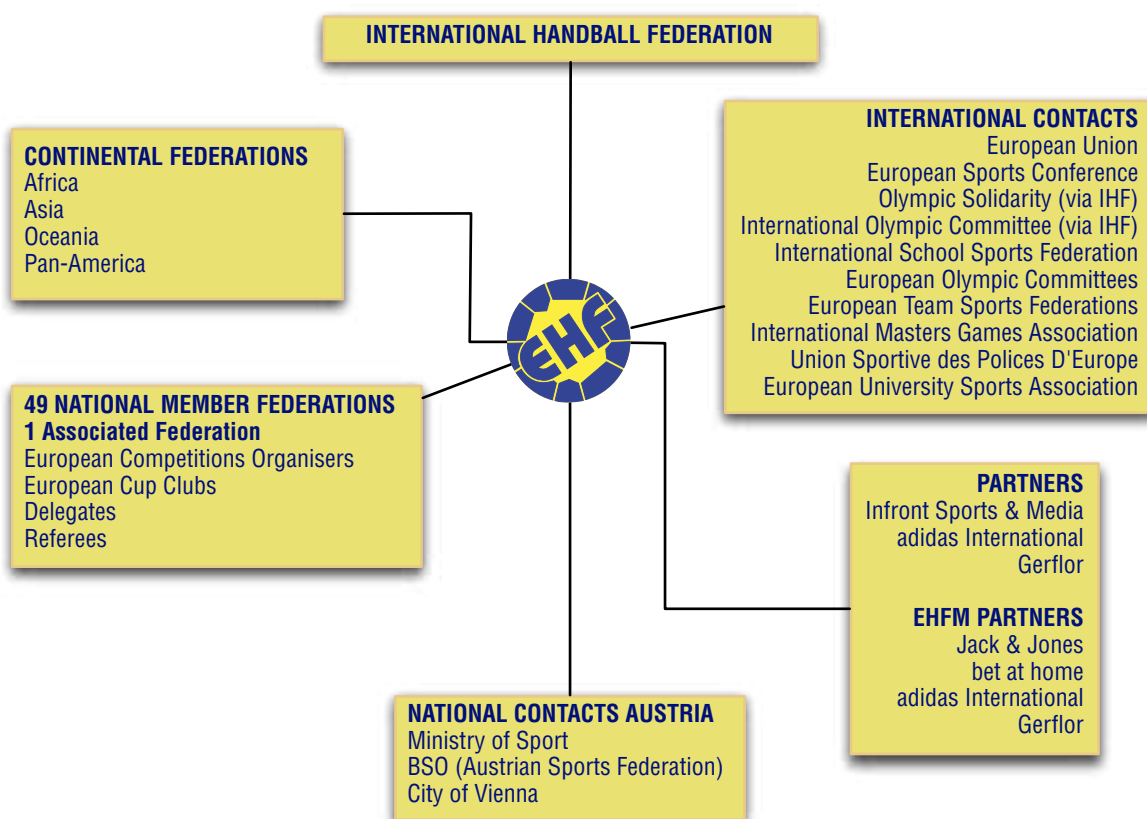 INTERNATIONAL HANDBALL FEDERATION
CONTINENTAL FEDERATIONS
Africa
Asia
Oceania
Pan-America
INTERNATIONAL CONTACTS
European Union
European Sports Conference
Olympic Solidarity (via IHF)
International Olympic Committee (via IHF)
International School Sports Federation
European Olympic Committees
European Team Sports Federations
International Masters Games Association
Union Sportive des Polices D'Europe
European University Sports Association
EHF
49 NATIONAL MEMBER FEDERATIONS
1 Associated Federation
European Competitions Organisers
European Cup Clubs
Delegates
Referees
PARTNERS
Infront Sports & Media
adidas International
Gerflor
EHFM PARTNERS
Jack & Jones
bet at home
adidas International
Gerflor
NATIONAL CONTACTS AUSTRIA
Ministry of Sport
BSO (Austrian Sports Federation)
City of Vienna